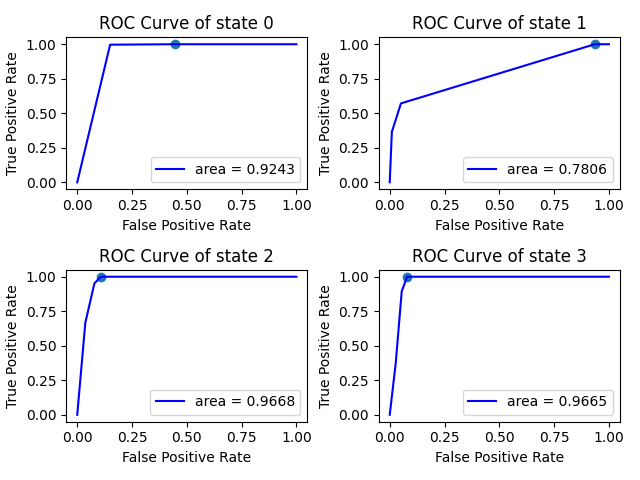 ROC Curve of state 0
True Positive Rate
1.00
0.75
0.50
0.25
0.00
area = 0.9243
0.00 0.25 0.50 0.75 1.00
False Positive Rate
ROC Curve of state 1
True Positive Rate
1.00
0.75
0.50
0.25
0.00
area = 0.7806
0.00 0.25 0.50 0.75 1.00
False Positive Rate
ROC Curve of state 2
True Positive Rate
1.00
0.75
0.50
0.25
0.00
area = 0.9668
0.00 0.25 0.50 0.75 1.00
False Positive Rate
ROC Curve of state 3
True Positive Rate
1.00
0.75
0.50
0.25
0.00
area = 0.9665
0.00 0.25 0.50 0.75 1.00
False Positive Rate